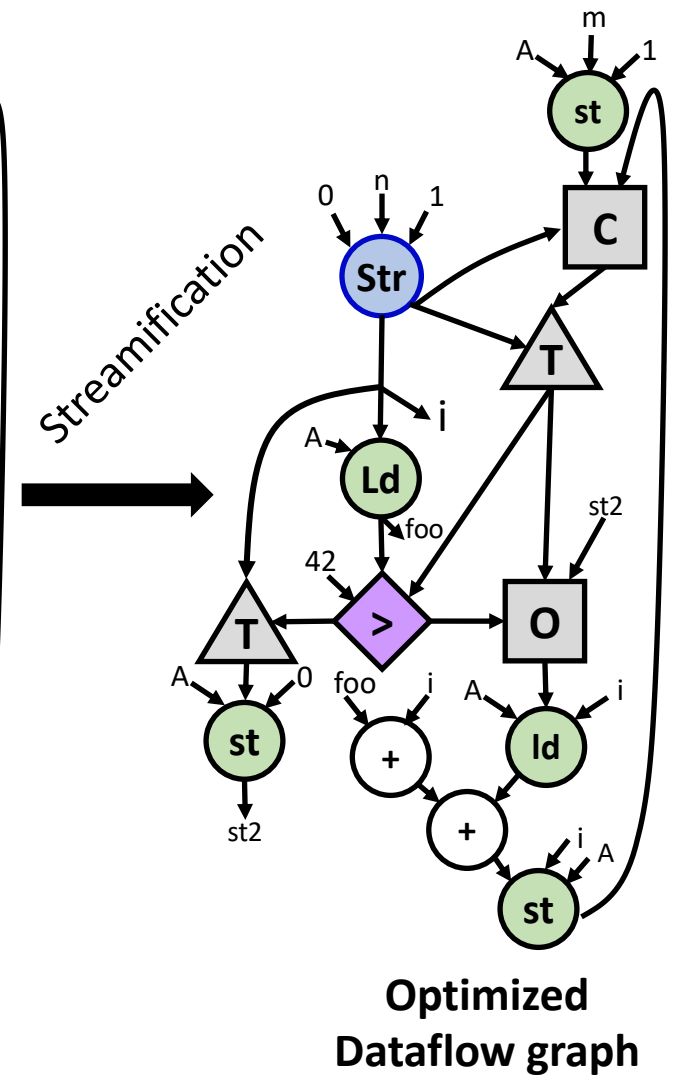 m
A
1
st
C
0
n
1
Str
Streamification
T
i
A
Ld
foo
st2
42
>
O
T
A
0
foo
i
A
i
st
+
ld
+
st2
i
A
st
Optimized
Dataflow graph